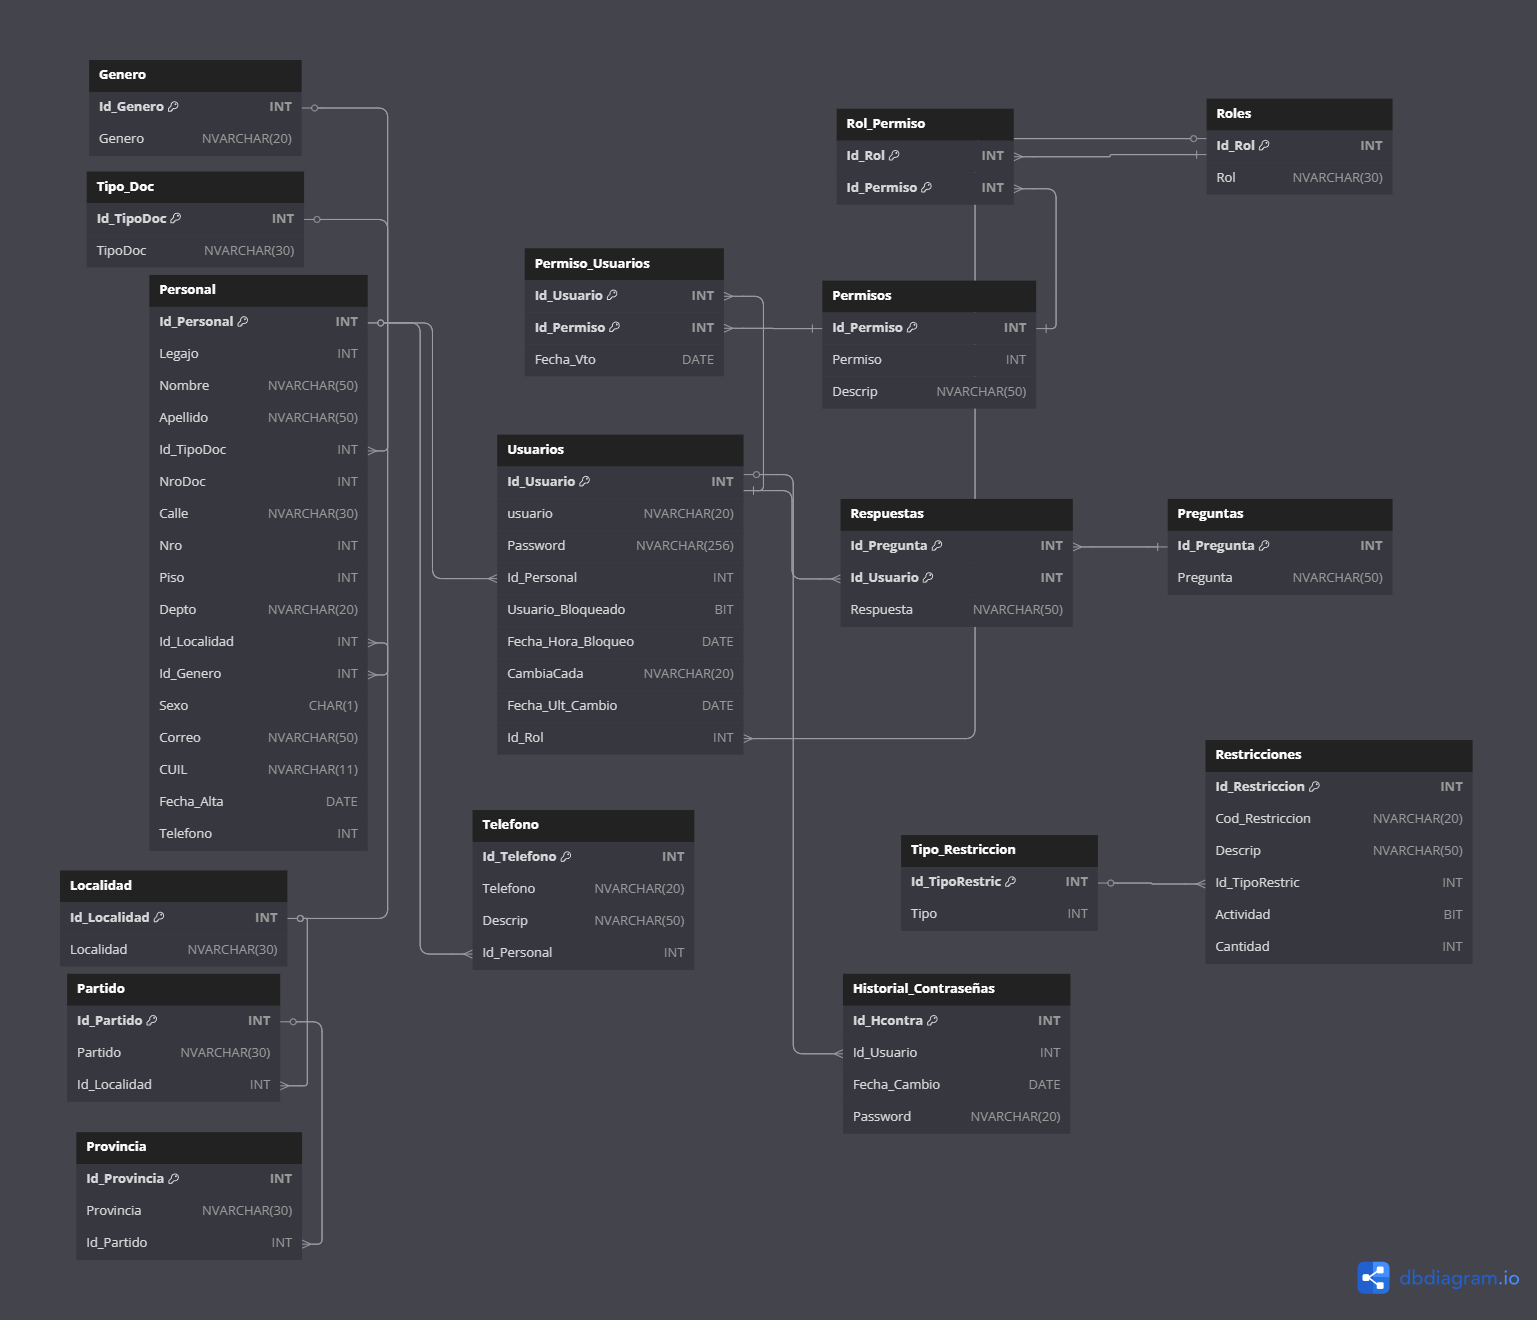 Genero
Id_Genero INT
Genero NVARCHAR(20)
Tipo_Doc
Id_TipoDoc INT
TipoDoc NVARCHAR(30)
Personal
Id_Personal INT
Legajo INT
Nombre NVARCHAR(50)
Apellido NVARCHAR(50)
Id_TipoDoc INT
NroDoc INT
Calle NVARCHAR(30)
Nro INT
Piso INT
Depto NVARCHAR(20)
Id_Localidad INT
Id_Genero INT
Sexo CHAR(1)
Correo NVARCHAR(50)
CUIL NVARCHAR(11)
Fecha_Alta DATE
Telefono INT
Localidad
Id_Localidad INT
Localidad NVARCHAR(30)
Partido
Id_Partido INT
Partido NVARCHAR(30)
Id_Localidad INT
Provincia
Id_Provincia INT
Provincia NVARCHAR(30)
Id_Partido INT
Permiso_Usuarios
Id_Usuario INT
Id_Permiso INT
Fecha_Vto DATE
Usuarios
Id_Usuario INT
usuario NVARCHAR(20)
Password NVARCHAR(256)
Id_Personal INT
Usuario_Bloqueado BIT
Fecha_Hora_Bloqueo DATE
CambiaCada NVARCHAR(20)
Fecha_Ult_Cambio DATE
Id_Rol INT
Telefono
Id_Telefono INT
Telefono NVARCHAR(20)
Descrip NVARCHAR(50)
Id_Personal INT
Rol_Permiso
Id_Rol INT
Id_Permiso INT
Permisos
Id_Permiso INT
Permiso INT
Descrip NVARCHAR(50)
Respuestas
Id_Pregunta INT
Id_Usuario INT
Respuesta NVARCHAR(50)
Tipo_Restriccion
Id_TipoRestric INT
Tipo INT
Historial_Contraseñas
Id_Hcontra INT
Id_Usuario INT
Fecha_Cambio DATE
Password NVARCHAR(20)
Roles
Id_Rol INT
Rol NVARCHAR(30)
Preguntas
Id_Pregunta INT
Pregunta NVARCHAR(50)
Restricciones
Id_Restriccion INT
Cod_Restriccion NVARCHAR(20)
Descrip NVARCHAR(50)
Id_TipoRestric INT
Actividad BIT
Cantidad INT
dbdiagram.io